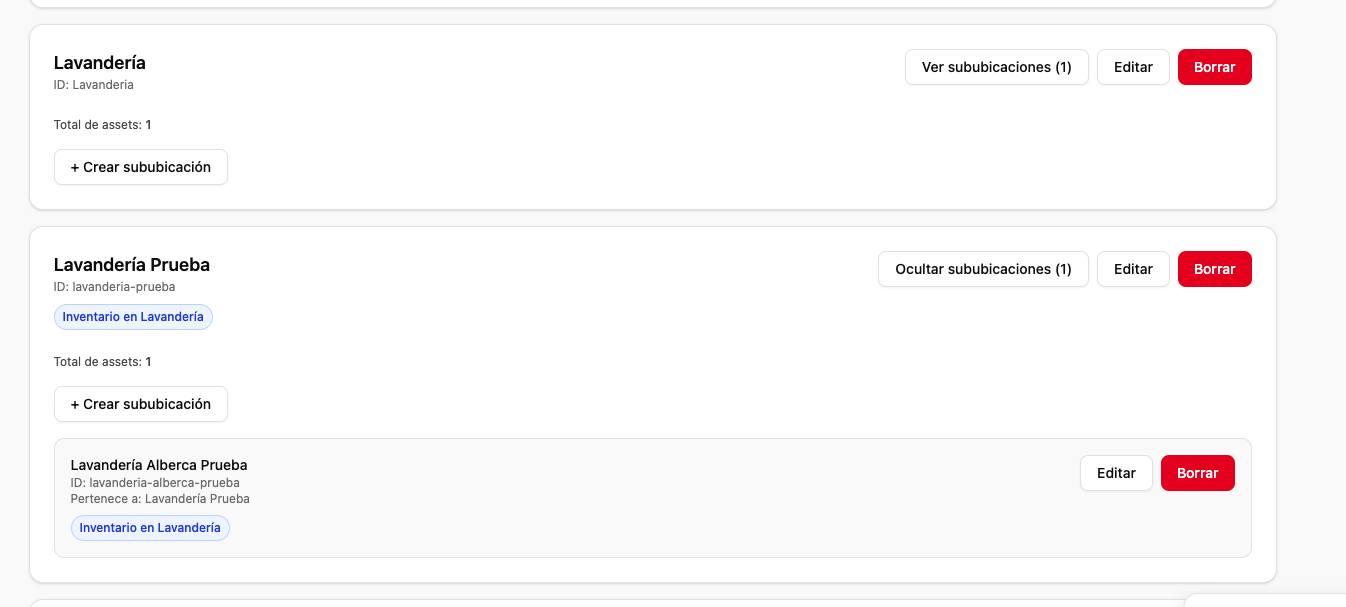 Lavandería
Ver sububicaciones (1)
Editar
Borrar
ID: Lavanderia
Total de assets: 1
+ Crear sububicación
Lavandería Prueba
Ocultar sububicaciones (1)
Editar
Borrar
ID: lavanderia-prueba
Inventario en Lavandería
Total de assets: 1
+ Crear sububicación
Lavandería Alberca Prueba
Editar
Borrar
ID: lavanderia-alberca-prueba
Pertenece a: Lavandería Prueba
Inventario en Lavandería